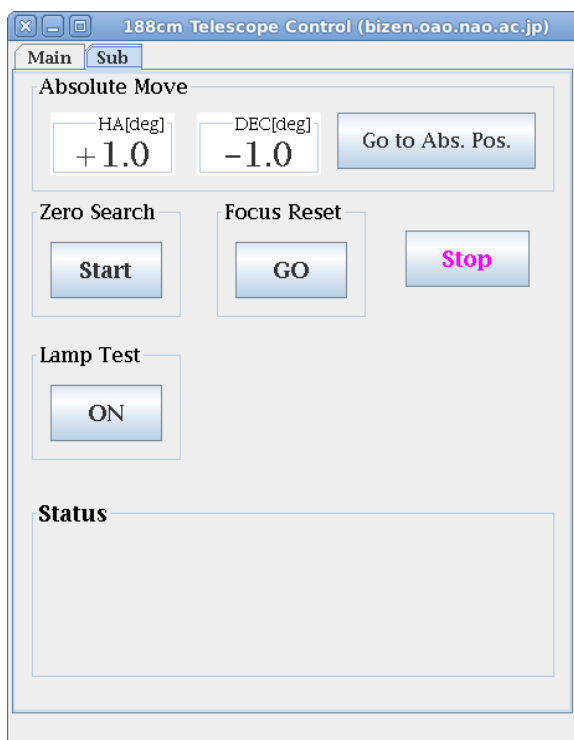 188cm Telescope Control (bizen.oao.nao.ac.jp)
Main Sub
Absolute Move
HA[deg] DEC[deg]
+1.0 -1.0 Go to Abs. Pos.
Zero Search Focus Reset
Start GO Stop
Lamp Test
ON
Status